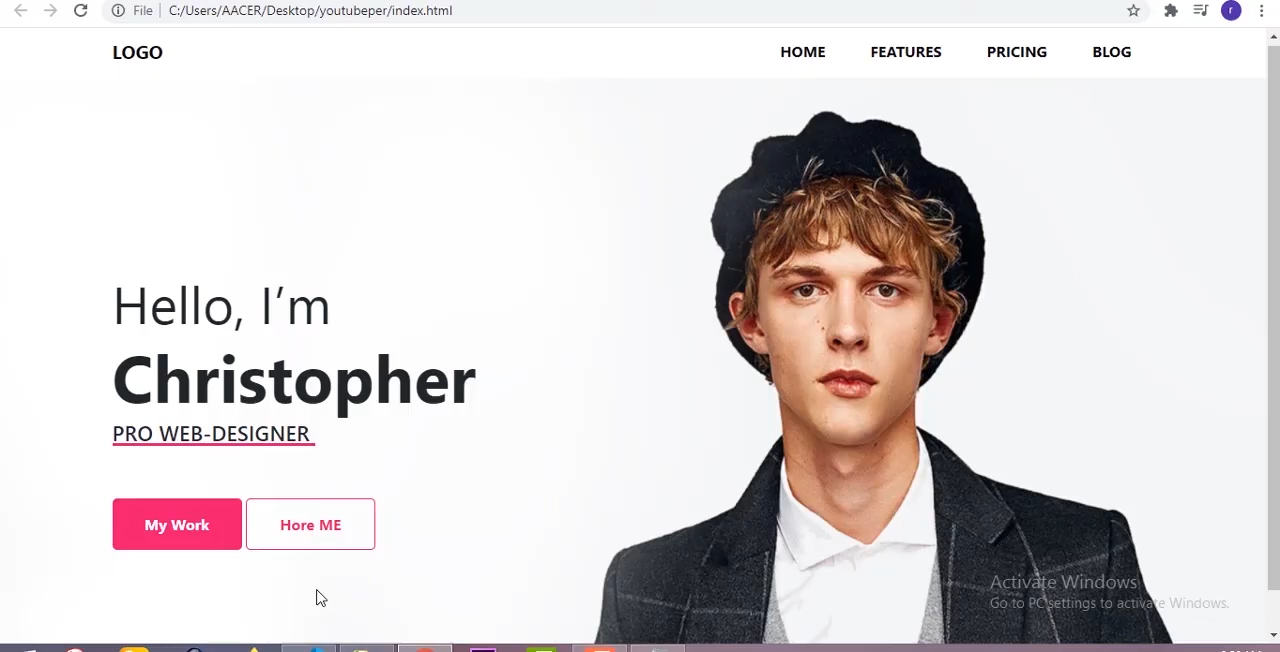 File | C:/Users/AACER/Desktop/youtubeper/index.html
r
LOGO
HOME FEATURES PRICING BLOG
Hello, I'm
Christopher
PRO WEB-DESIGNER
My Work
Hore ME
Activate Windows
Go to PC settings to activate Windows.